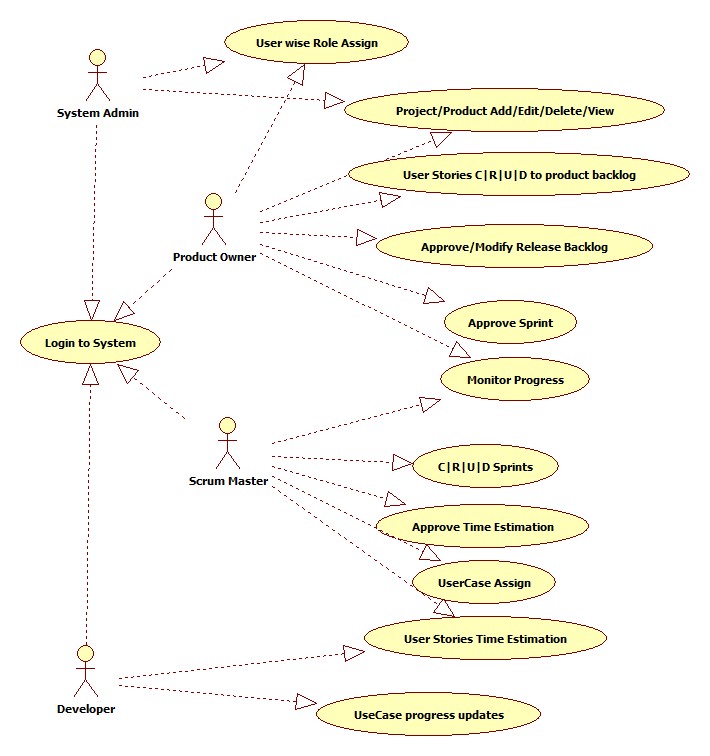 User wise Role Assign
System Admin
Project/Product Add/Edit/Delete/View
User Stories C|R|U|D to product backlog
Product Owner
Approve/Modify Release Backlog
Approve Sprint
Login to System
Monitor Progress
C|R|U|D Sprints
Scrum Master
Approve Time Estimation
UserCase Assign
User Stories Time Estimation
Developer
UseCase progress updates